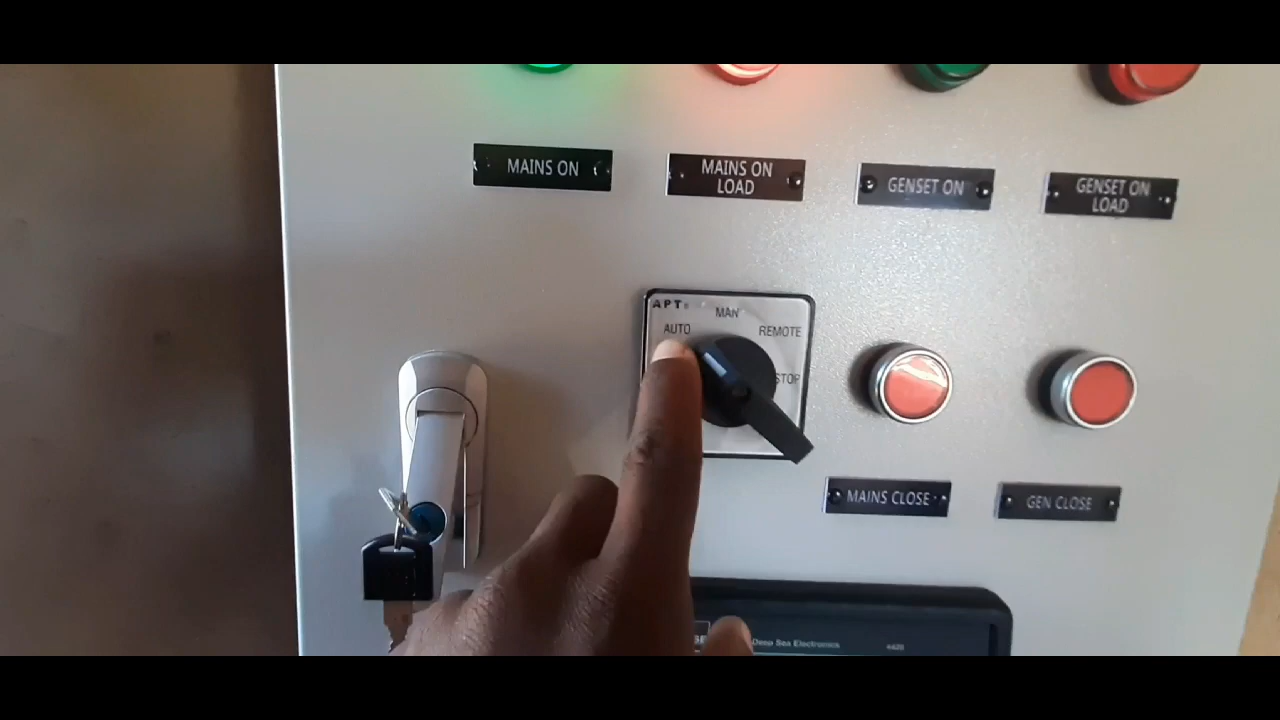 MAINS ON
MAINS ON
LOAD
GENSET ON
GENSET ON
LOAD
APT
MAN
AUTO
REMOTE
STOP
MAINS CLOSE
GEN CLOSE
Deep Sea Electronics
4420